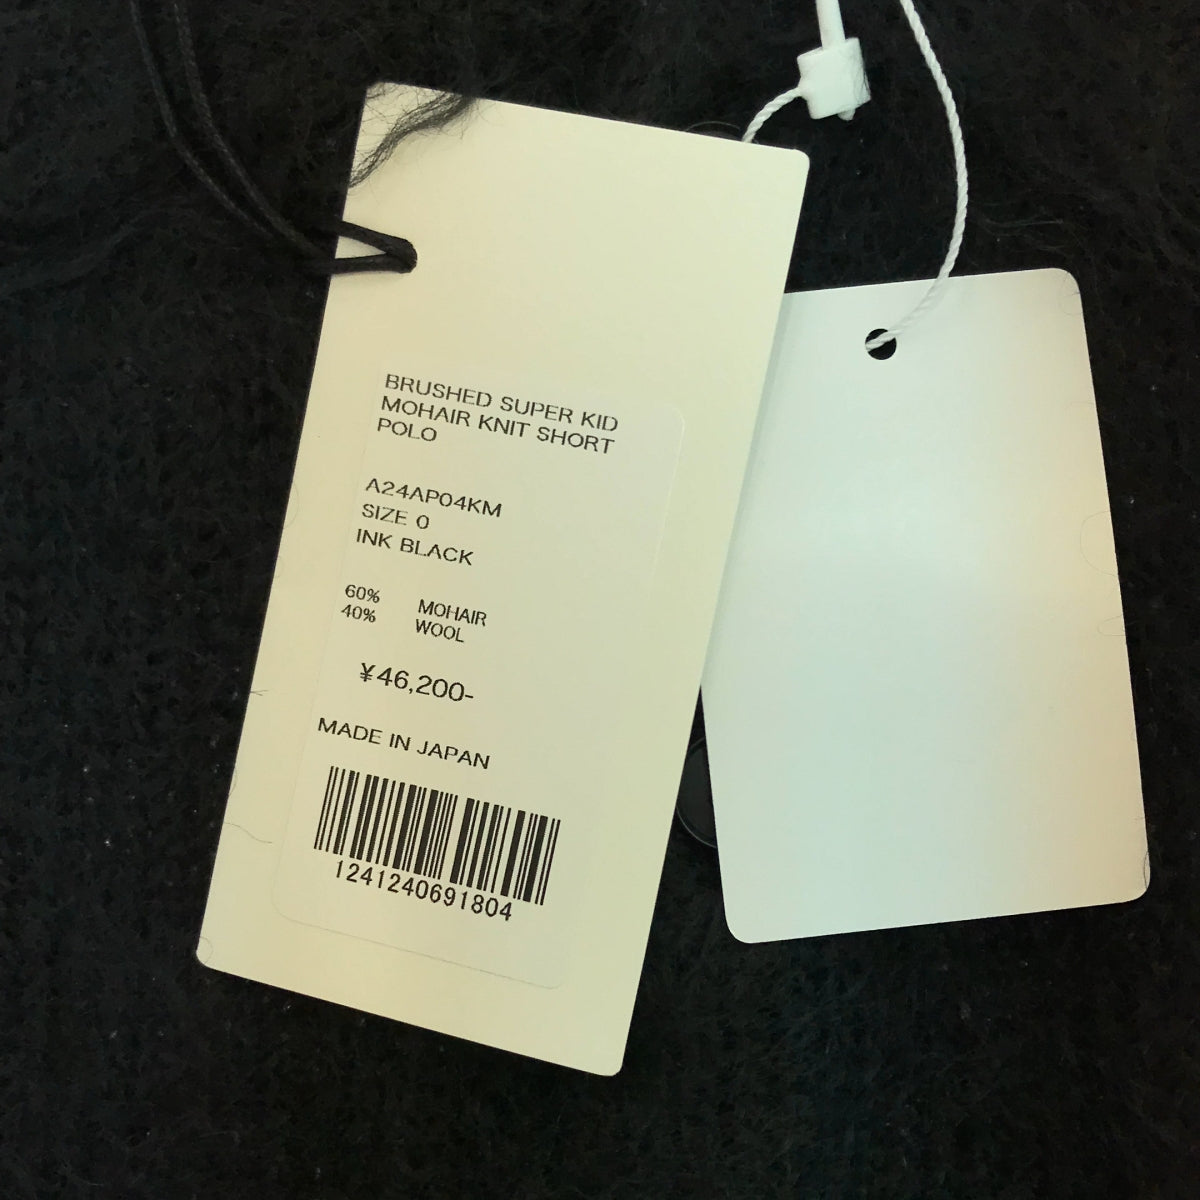 BRUSHED SUPER KID
MOHAIR KNIT SHORT
POLO
A24AP04KM
SIZE 0
INK BLACK
60% MOHAIR
40% WOOL
¥46,200-
MADE IN JAPAN
1241240691804